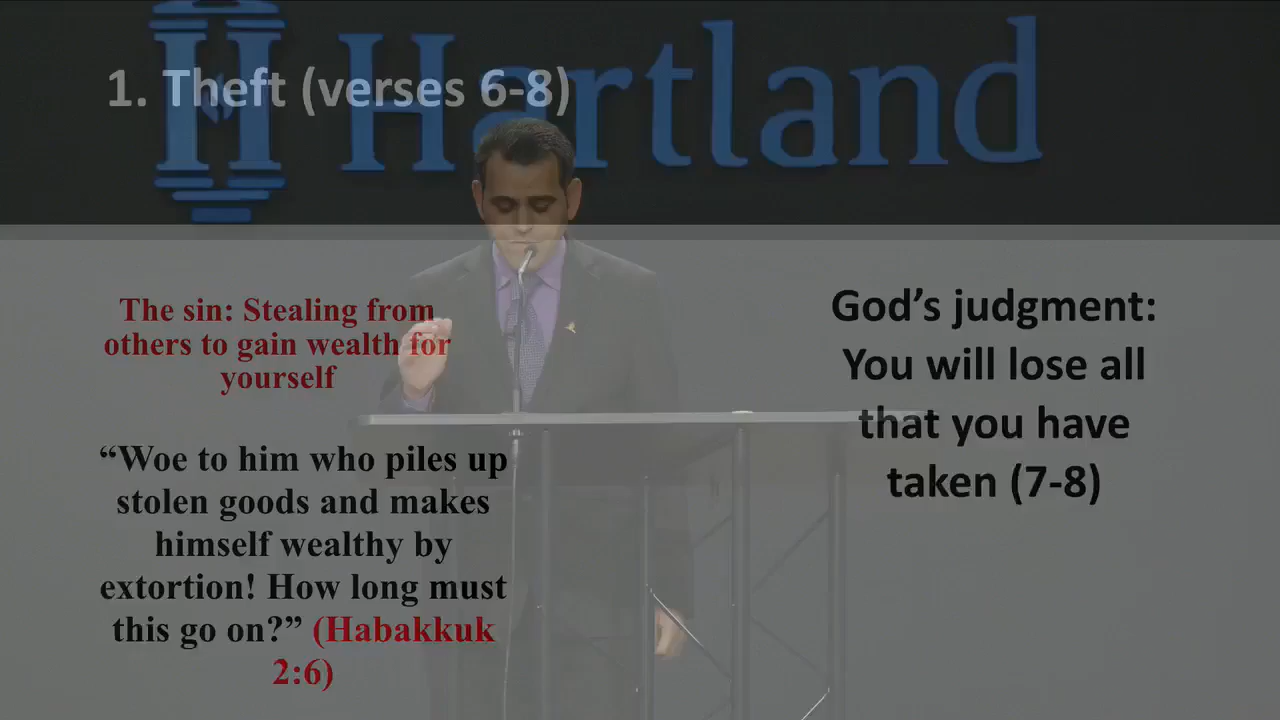 Hartland
1. Theft (verses 6-8)
The sin: Stealing from
others to gain wealth for
yourself
“Woe to him who piles up
stolen goods and makes
himself wealthy by
extortion! How long must
this go on?” (Habakkuk
2:6)
God’s judgment:
You will lose all
that you have
taken (7-8)